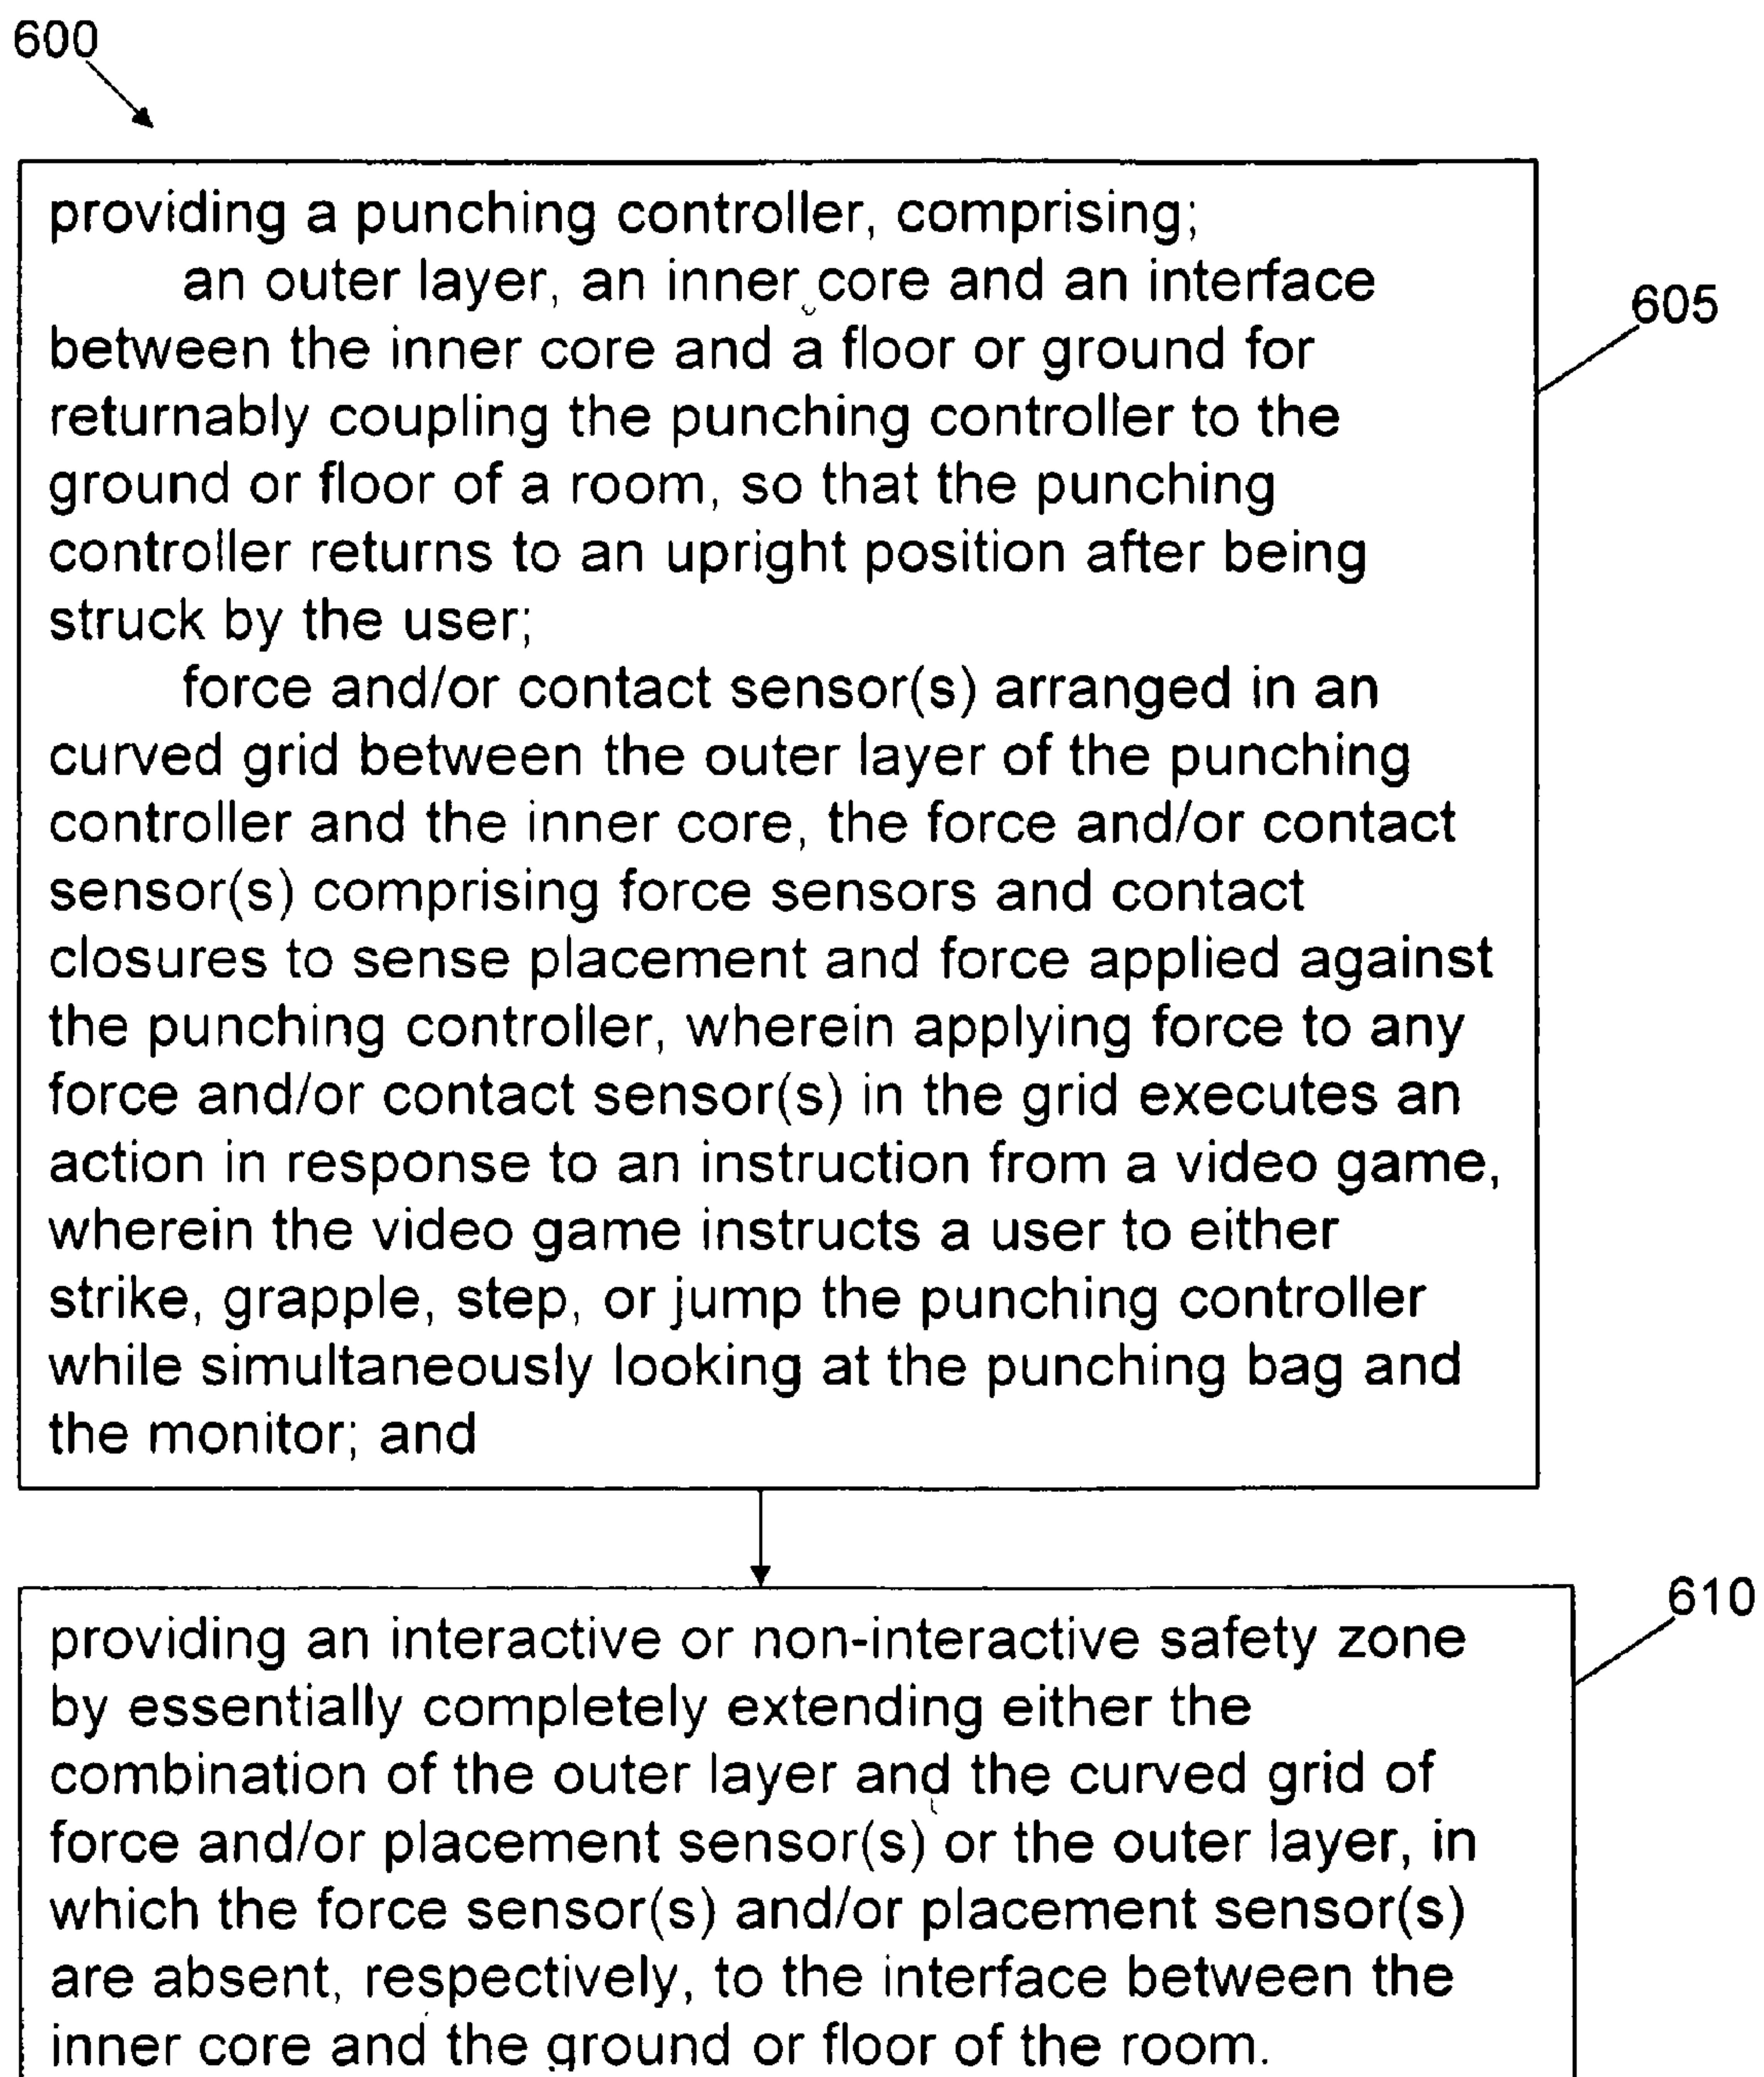 600
providing a punching controller, comprising;
an outer layer, an inner core and an interface
between the inner core and a floor or ground for
returnably coupling the punching controller to the
ground or floor of a room, so that the punching
controller returns to an upright position after being
struck by the user;
force and/or contact sensor(s) arranged in an
curved grid between the outer layer of the punching
controller and the inner core, the force and/or contact
sensor(s) comprising force sensors and contact
closures to sense placement and force applied against
the punching controller, wherein applying force to any
force and/or contact sensor(s) in the grid executes an
action in response to an instruction from a video game,
wherein the video game instructs a user to either
strike, grapple, step, or jump the punching controller
while simultaneously looking at the punching bag and
the monitor; and
605
providing an interactive or non-interactive safety zone
by essentially completely extending either the
combination of the outer layer and the curved grid of
force and/or placement sensor(s) or the outer layer, in
which the force sensor(s) and/or placement sensor(s)
are absent, respectively, to the interface between the
inner core and the ground or floor of the room.
610